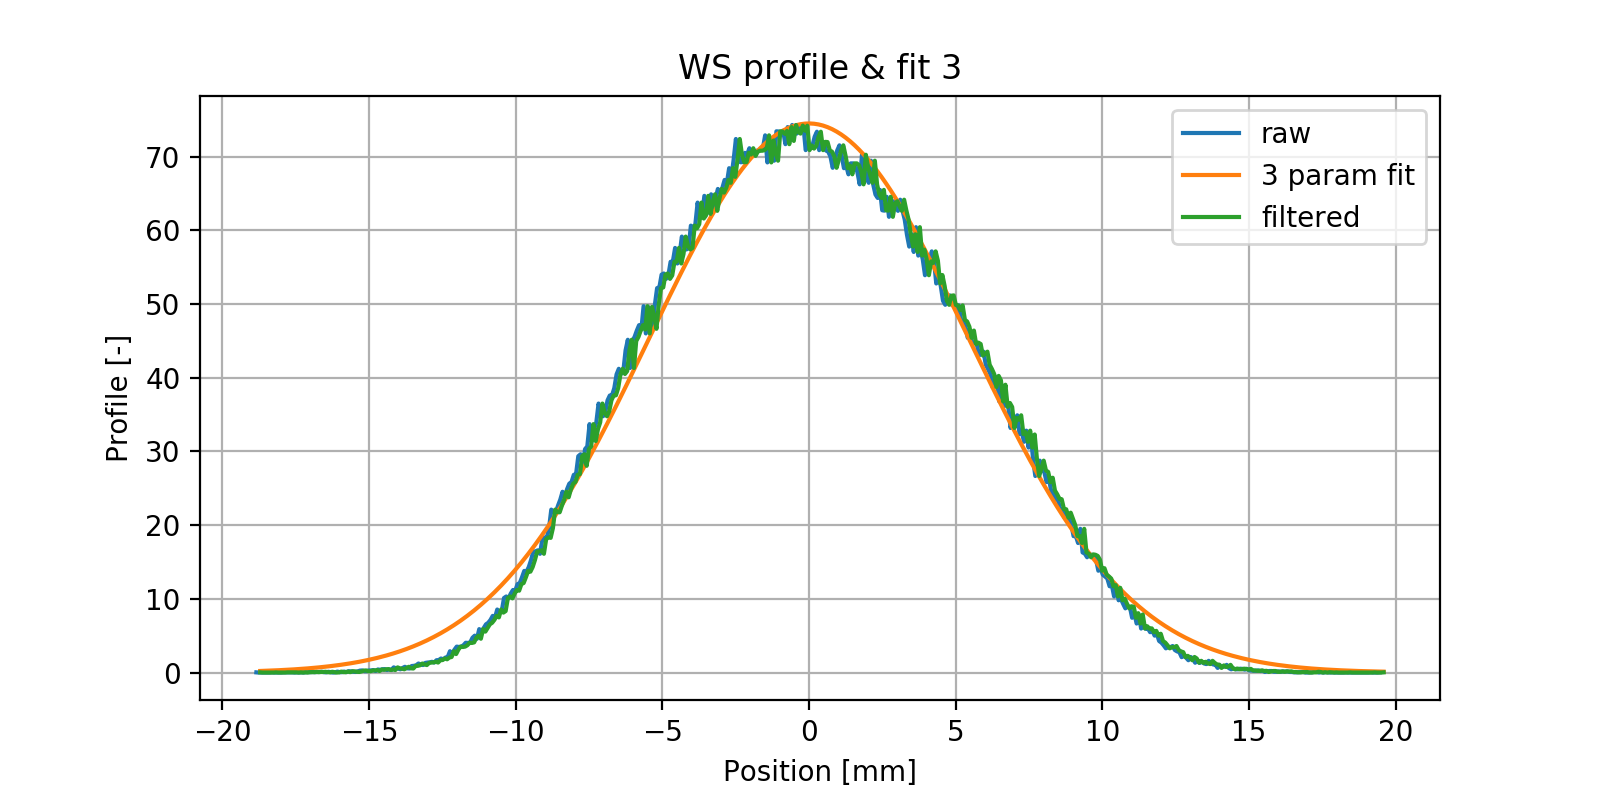 WS profile & fit 3
raw
3 param fit
filtered
Profile [-]
70
60
50
40
30
20
10
0
−20 −15 −10 −5 0 5 10 15 20
Position [mm]